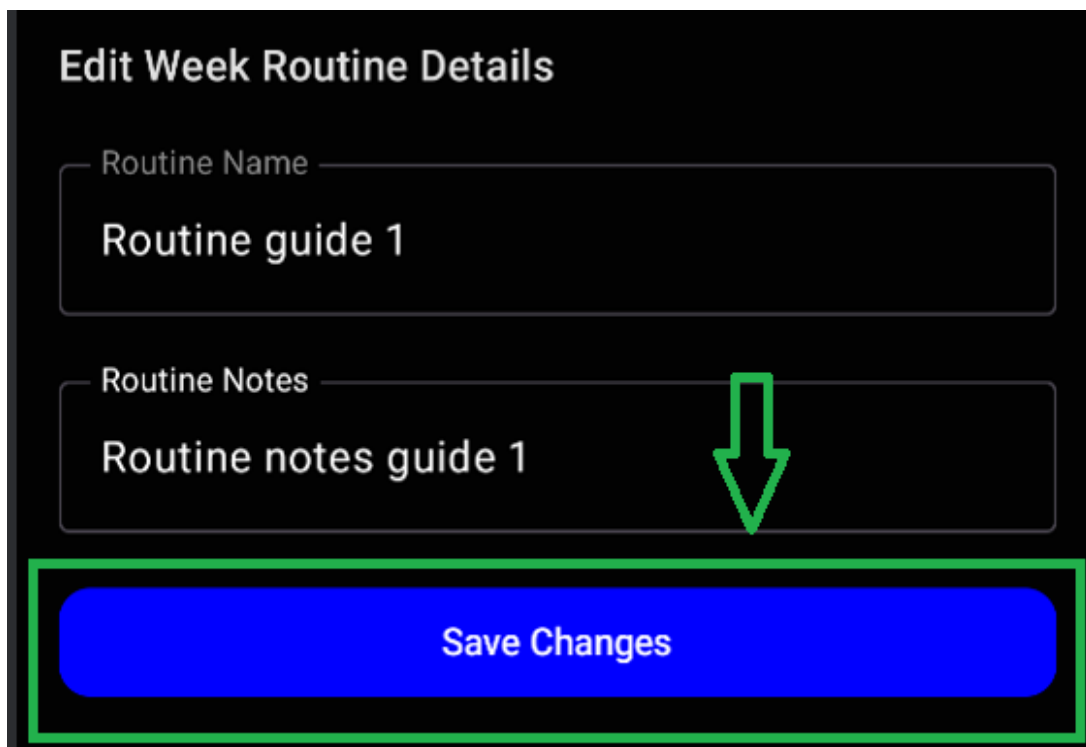 Edit Week Routine Details
Routine Name
Routine guide 1
Routine Notes
Routine notes guide 1
Save Changes